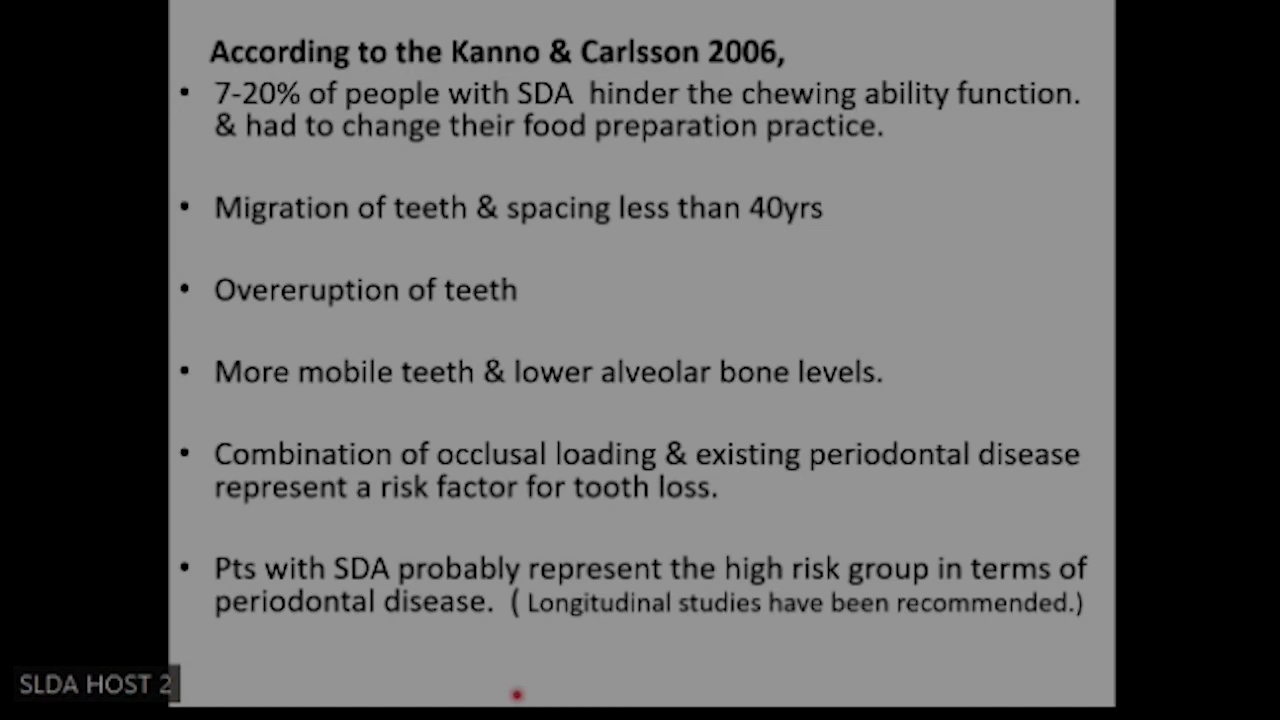 According to the Kanno & Carlsson 2006,
• 7-20% of people with SDA hinder the chewing ability function.
& had to change their food preparation practice.
• Migration of teeth & spacing less than 40yrs
• Overeruption of teeth
• More mobile teeth & lower alveolar bone levels.
• Combination of occlusal loading & existing periodontal disease
represent a risk factor for tooth loss.
• Pts with SDA probably represent the high risk group in terms of
periodontal disease. ( Longitudinal studies have been recommended.)
SLDA HOST 2